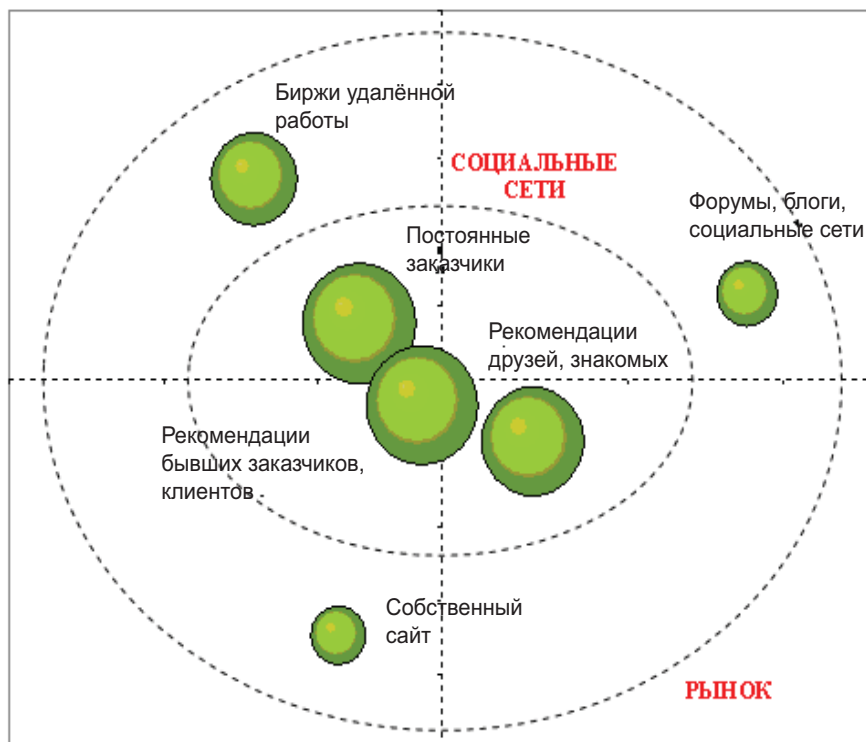 Биржи удалённой
работы
СОЦИАЛЬНЫЕ
СЕТИ
Форумы, блоги,
социальные сети
Постоянные
заказчики
Рекомендации
друзей, знакомых
Рекомендации
бывших заказчиков,
клиентов
Собственный
сайт
РЫНОК